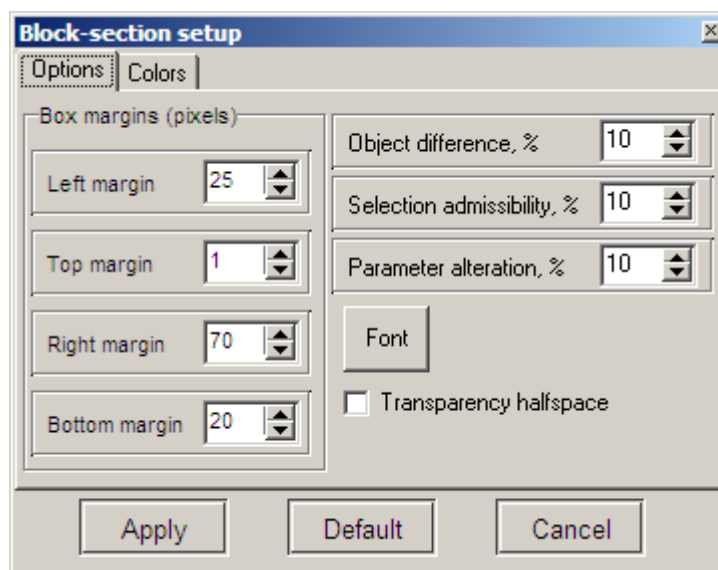 Block-section setup
Options Colors
Box margins (pixels)
Left margin 25
Top margin 1
Right margin 70
Bottom margin 20
Object difference, % 10
Selection admissibility, % 10
Parameter alteration, % 10
Font
Transparency halfspace
Apply Default Cancel